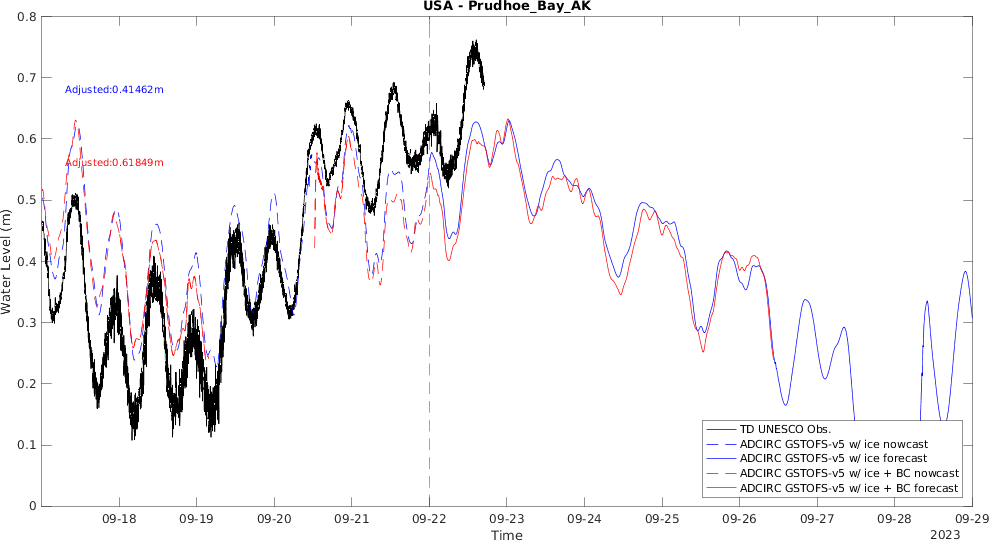 USA - Prudhoe_Bay_AK
0.8
0.7
0.6
0.5
0.4
0.3
0.2
0.1
0
Water Level (m)
Adjusted:0.41462m
Adjusted:0.61849m
TD UNESCO Obs.
ADCIRC GSTOFS-v5 w/ ice nowcast
ADCIRC GSTOFS-v5 w/ ice forecast
ADCIRC GSTOFS-v5 w/ ice + BC nowcast
ADCIRC GSTOFS-v5 w/ ice + BC forecast
09-18 09-19 09-20 09-21 09-22 09-23 09-24 09-25 09-26 09-27 09-28 09-29
Time
2023